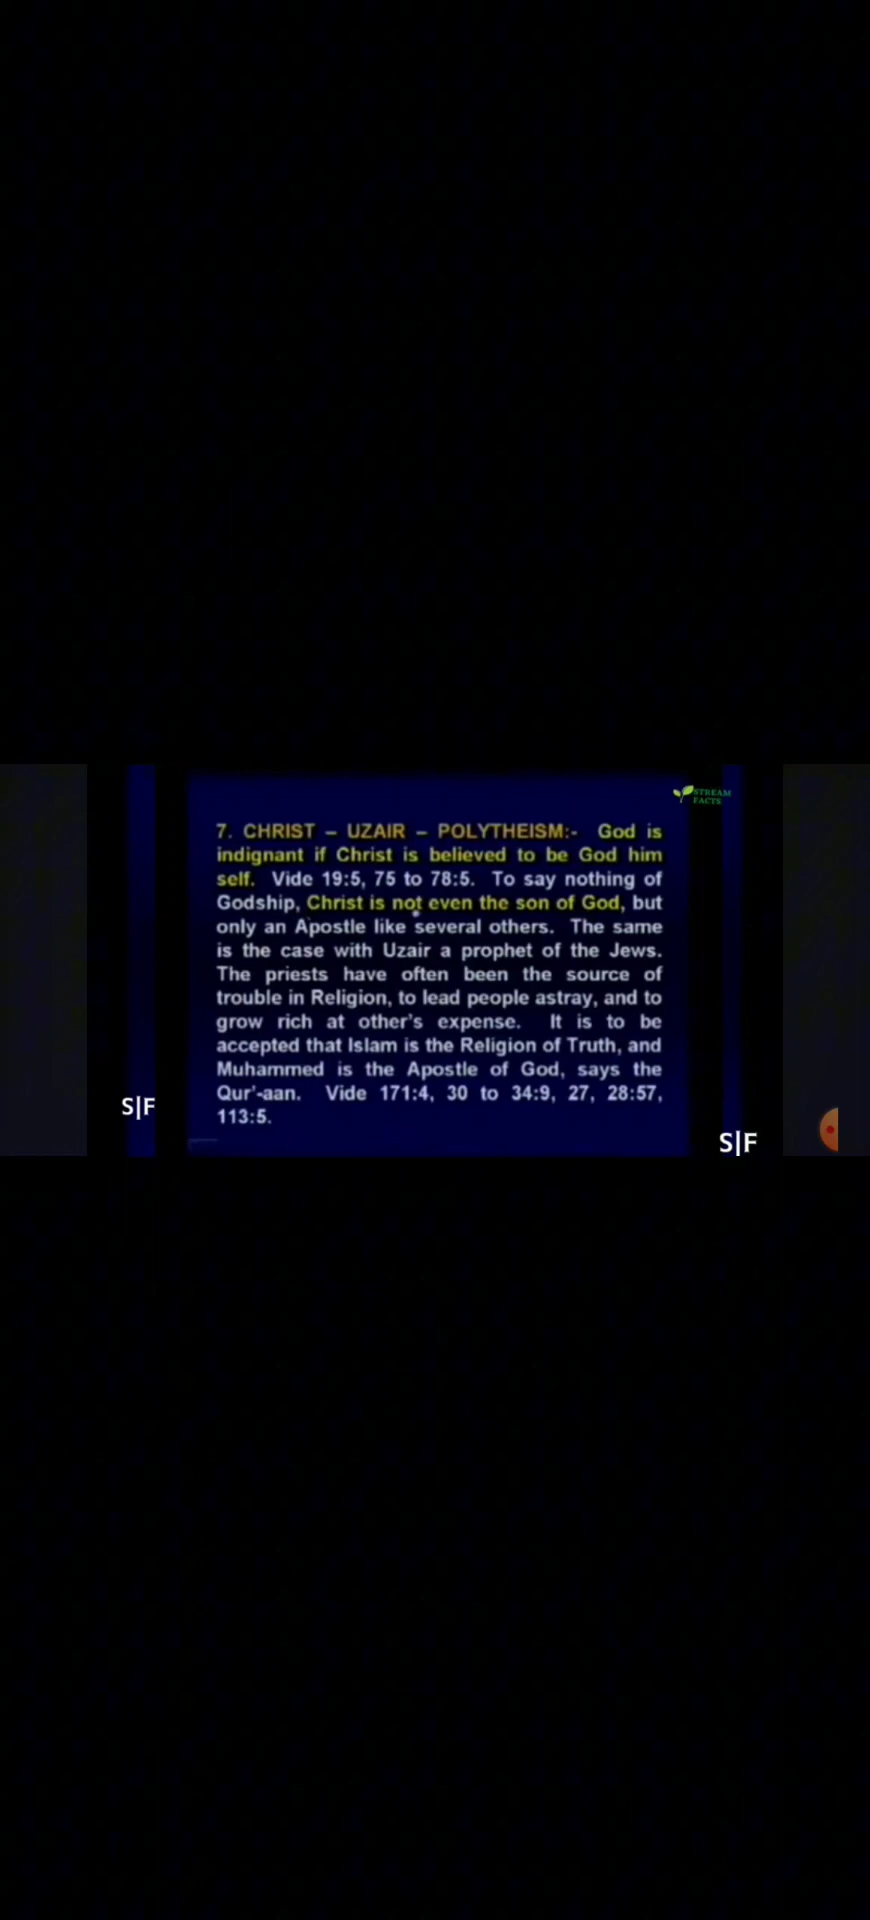 STREAM
FACTS
7. CHRIST – UZAIR – POLYTHEISM:- God is
indignant if Christ is believed to be God him
self. Vide 19:5, 75 to 78:5. To say nothing of
Godship, Christ is not even the son of God, but
only an Apostle like several others. The same
is the case with Uzair a prophet of the Jews.
The priests have often been the source of
trouble in Religion, to lead people astray, and to
grow rich at other's expense. It is to be
accepted that Islam is the Religion of Truth, and
Muhammed is the Apostle of God, says the
Qur'-aan. Vide 171:4, 30 to 34:9, 27, 28:57,
113:5.
S|F
S|F